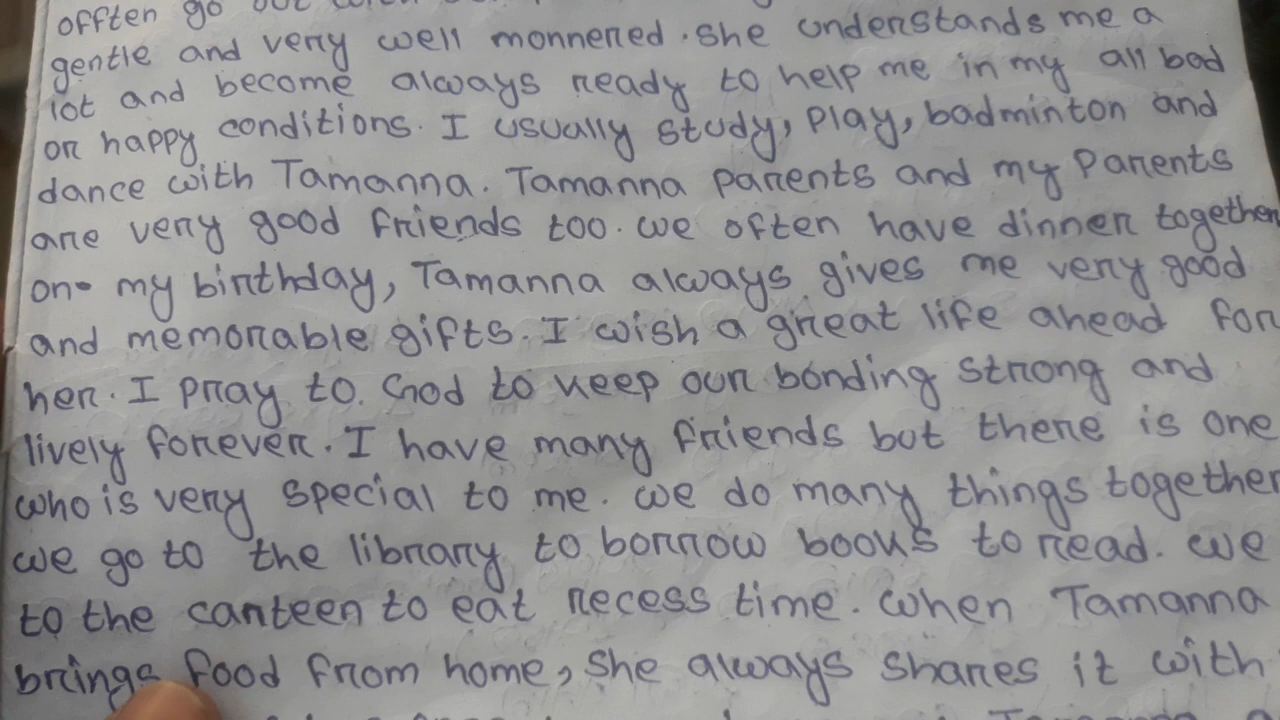 offten go out with
gentle and very well monnered. she understands me a
lot and become always ready to help me in my all bad
or happy conditions. I usually study, play, badminton and
dance with Tamanna. Tamanna parents and my parents
are very good friends too. we often have dinner together
on my birthday, Tamanna always gives me very good
and memorable gifts. I wish a great life ahead for
her. I pray to God to keep our bonding strong and
lively forever. I have many friends but there is one
who is very special to me. we do many things together
we go to the library to borrow books to read. we
to the canteen to eat recess time. when Tamanna
brings food from home, she always shares it with